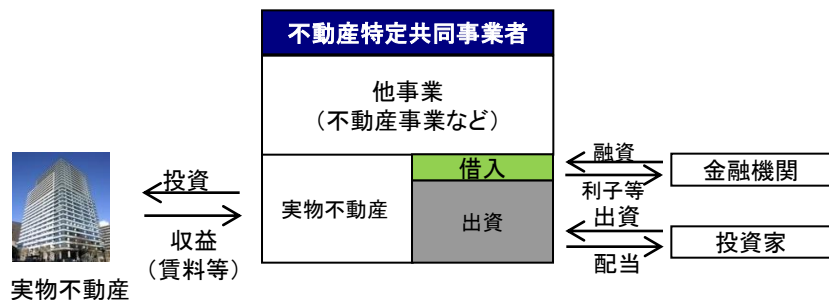 不動産特定共同事業者
他事業
（不動産事業など）
借入
実物不動産
出資
投資
収益
（賃料等）
実物不動産
融資
利子等
金融機関
出資
配当
投資家